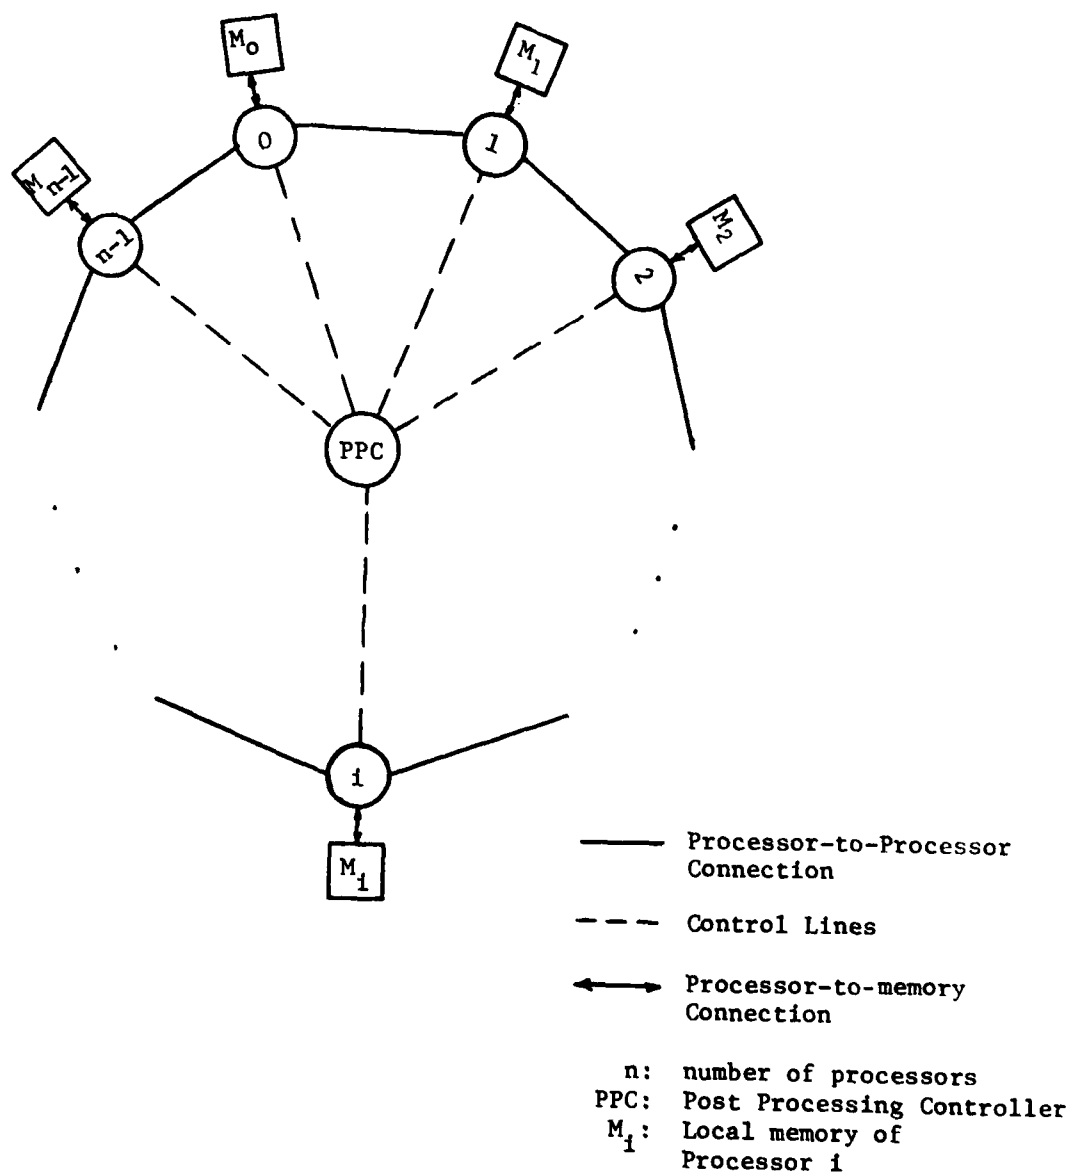 M₀
M₁
0
1
Mₙ₋₁
M₂
n-1
2
PPC
i
Mᵢ
Processor-to-Processor
Connection
Control Lines
Processor-to-memory
Connection
n: number of processors
PPC: Post Processing Controller
Mᵢ: Local memory of
Processor i